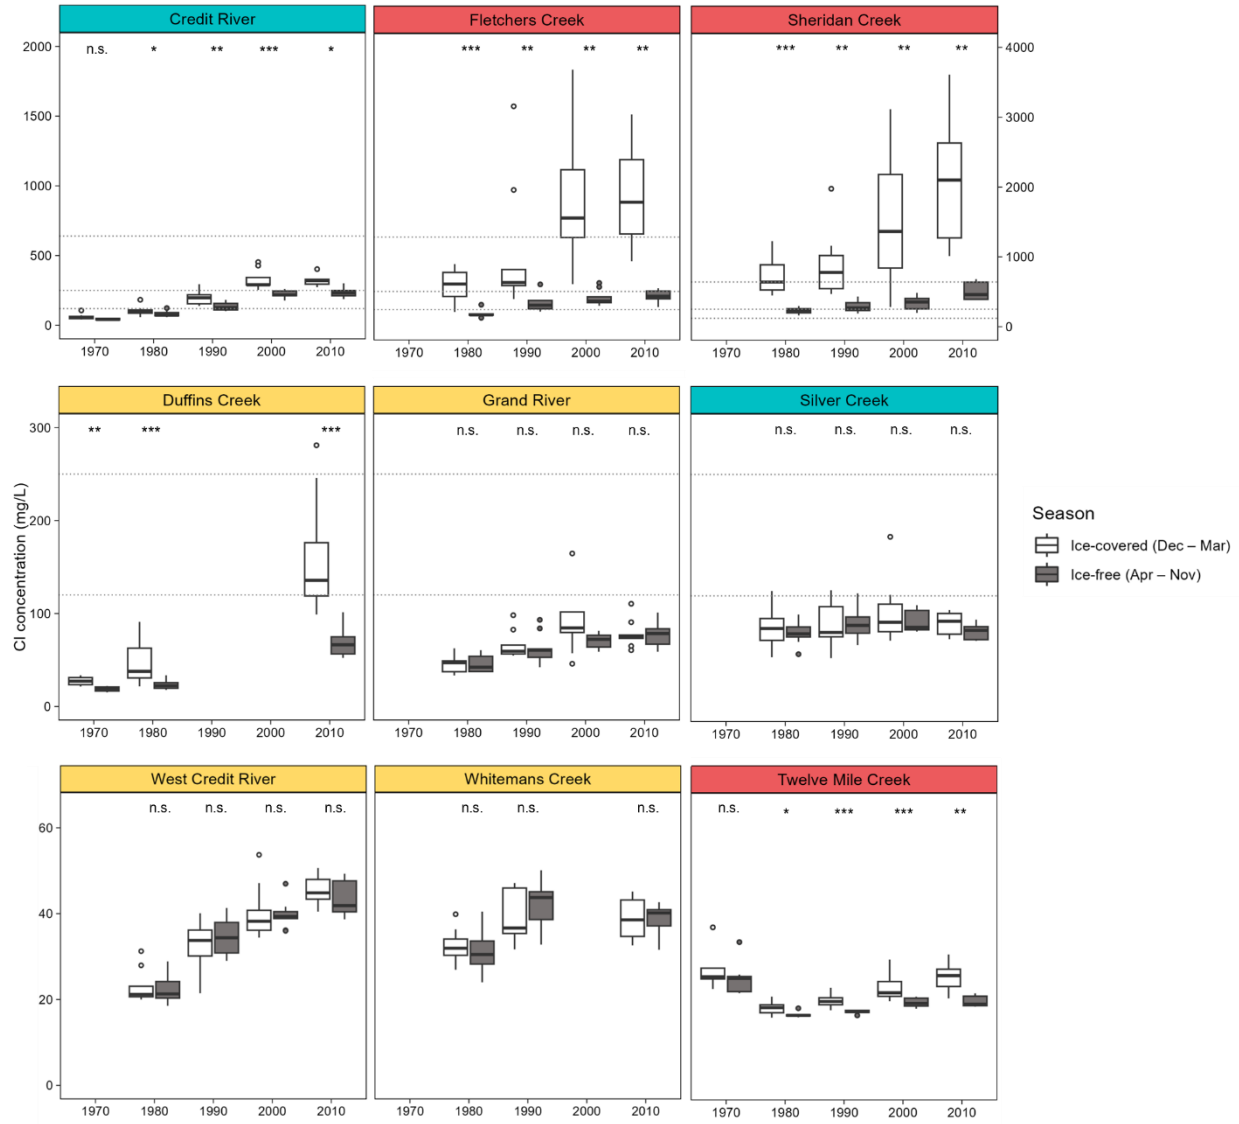 Credit River
Fletchers Creek
Sheridan Creek
n.s. * ** *** *
*** ** ** **
*** ** ** **
2000
1500
1000
500
0
4000
3000
2000
1000
0
1970 1980 1990 2000 2010
1970 1980 1990 2000 2010
1970 1980 1990 2000 2010
Duffins Creek
Grand River
Silver Creek
** *** ***
n.s. n.s. n.s. n.s.
n.s. n.s. n.s. n.s.
300
200
100
0
Cl concentration (mg/L)
1970 1980 1990 2000 2010
1970 1980 1990 2000 2010
1970 1980 1990 2000 2010
Season
Ice-covered (Dec – Mar)
Ice-free (Apr – Nov)
West Credit River
Whitemans Creek
Twelve Mile Creek
n.s. n.s. n.s. n.s.
n.s. n.s. n.s.
n.s. * *** *** **
60
40
20
0
1970 1980 1990 2000 2010
1970 1980 1990 2000 2010
1970 1980 1990 2000 2010